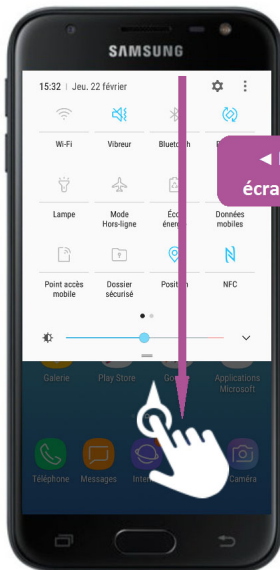 SAMSUNG
15:32 | Jeu. 22 février
Wi-Fi Vibreur Bluetooth
Lampe Mode Hors-ligne Données mobiles
Point accès mobile Dossier sécurisé Position NFC
Galerie Play Store Applications Microsoft
Téléphone Messages Caméra